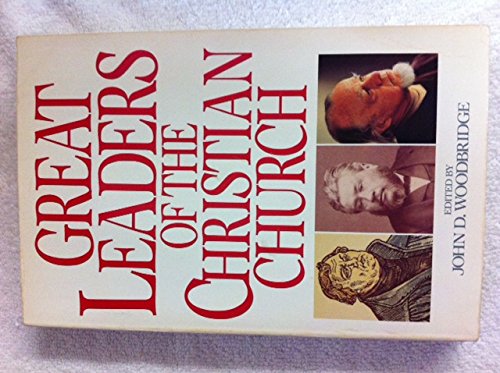 GREAT
LEADERS
OF THE
CHRISTIAN
CHURCH
EDITED BY
JOHN D. WOODBRIDGE